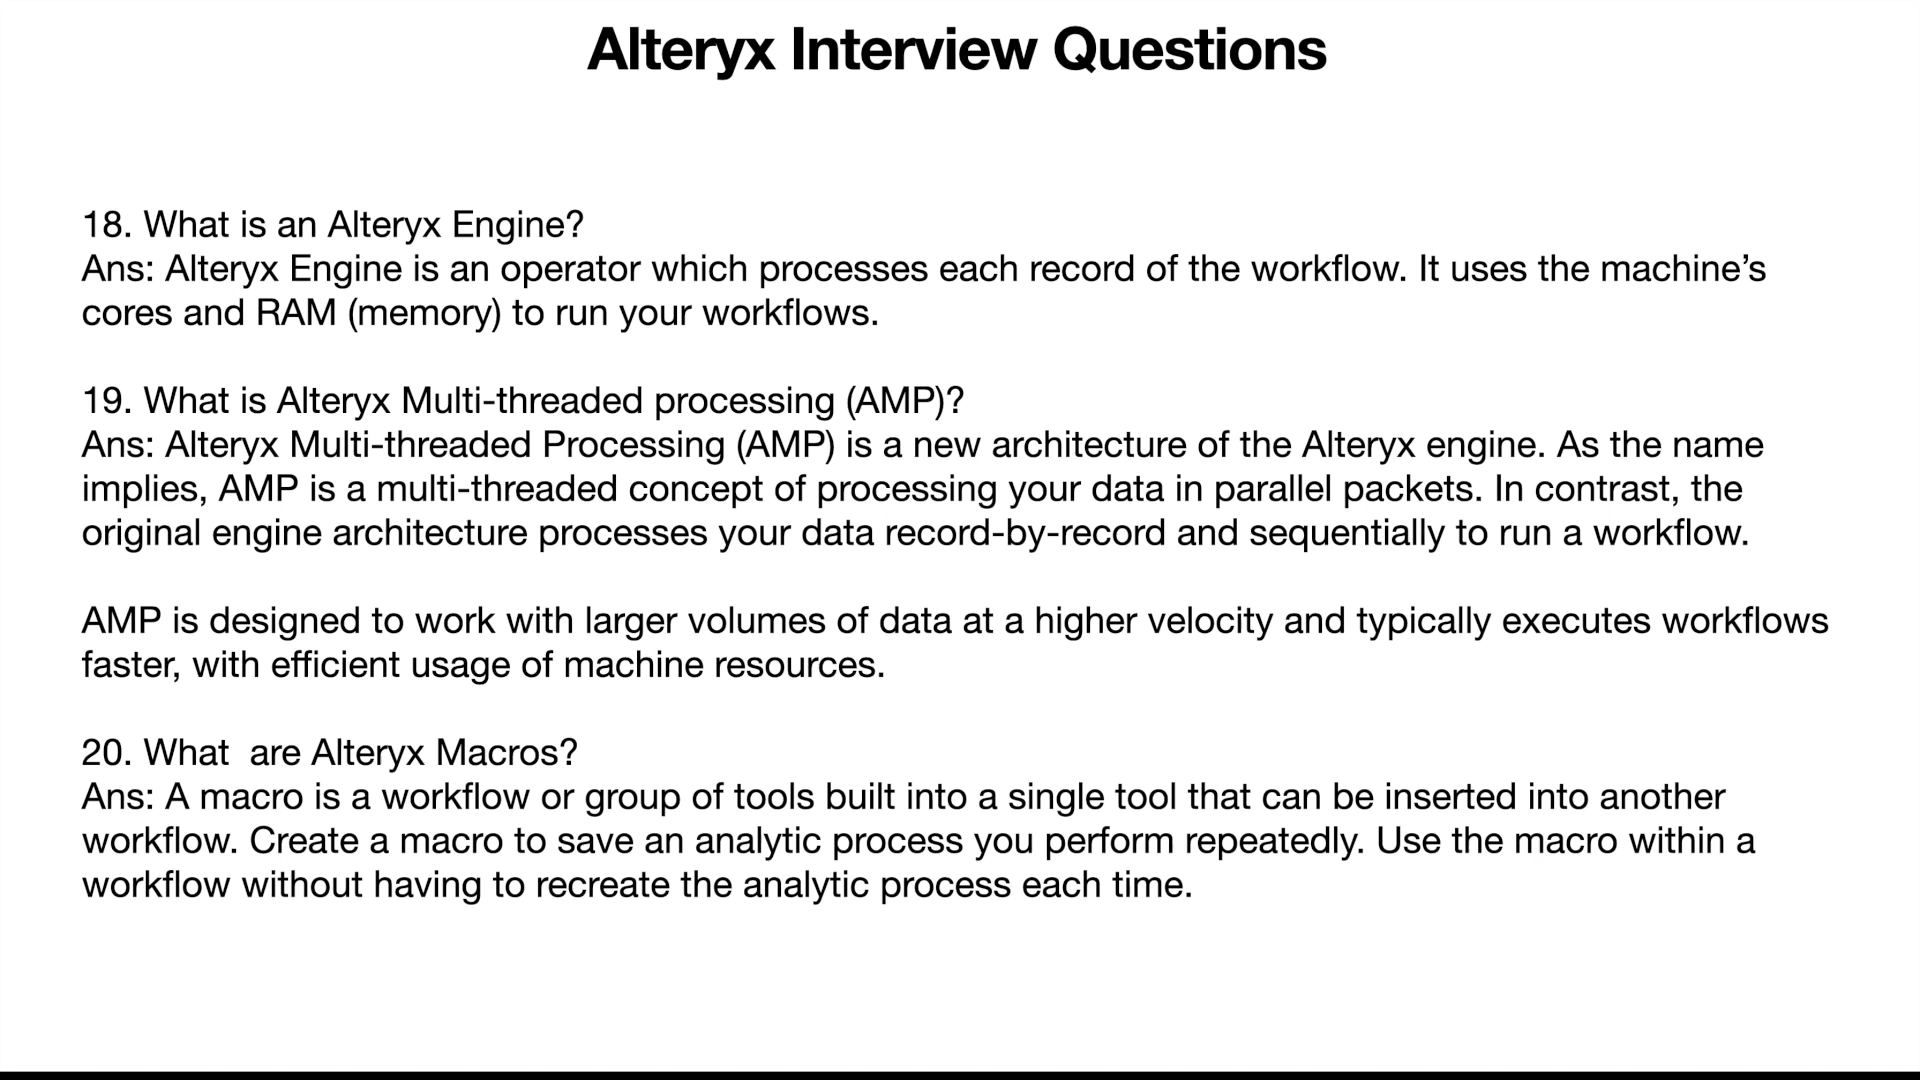 Alteryx Interview Questions
18. What is an Alteryx Engine?
Ans: Alteryx Engine is an operator which processes each record of the workflow. It uses the machine’s
cores and RAM (memory) to run your workflows.
19. What is Alteryx Multi-threaded processing (AMP)?
Ans: Alteryx Multi-threaded Processing (AMP) is a new architecture of the Alteryx engine. As the name
implies, AMP is a multi-threaded concept of processing your data in parallel packets. In contrast, the
original engine architecture processes your data record-by-record and sequentially to run a workflow.
AMP is designed to work with larger volumes of data at a higher velocity and typically executes workflows
faster, with efficient usage of machine resources.
20. What  are Alteryx Macros?
Ans: A macro is a workflow or group of tools built into a single tool that can be inserted into another
workflow. Create a macro to save an analytic process you perform repeatedly. Use the macro within a
workflow without having to recreate the analytic process each time.